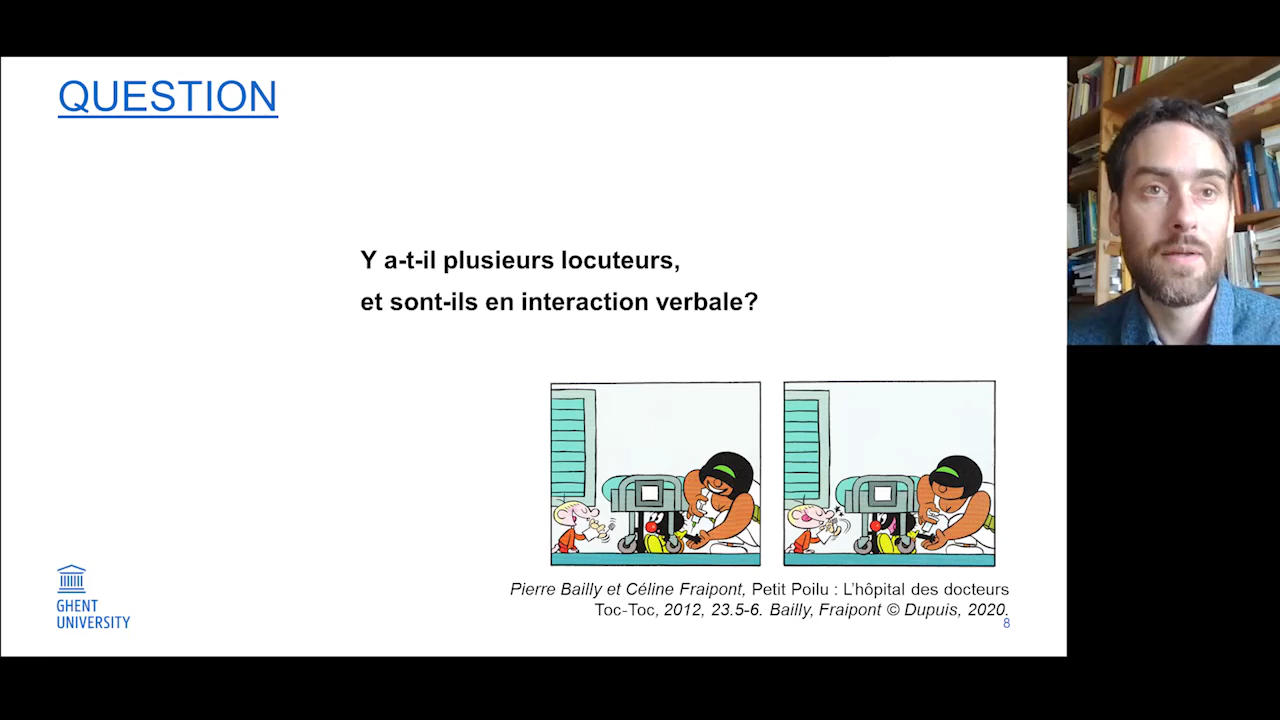 QUESTION
Y a-t-il plusieurs locuteurs,
et sont-ils en interaction verbale?
Pierre Bailly et Céline Fraipont, Petit Poilu : L'hôpital des docteurs
Toc-Toc, 2012, 23.5-6. Bailly, Fraipont © Dupuis, 2020.
8
GHENT
UNIVERSITY